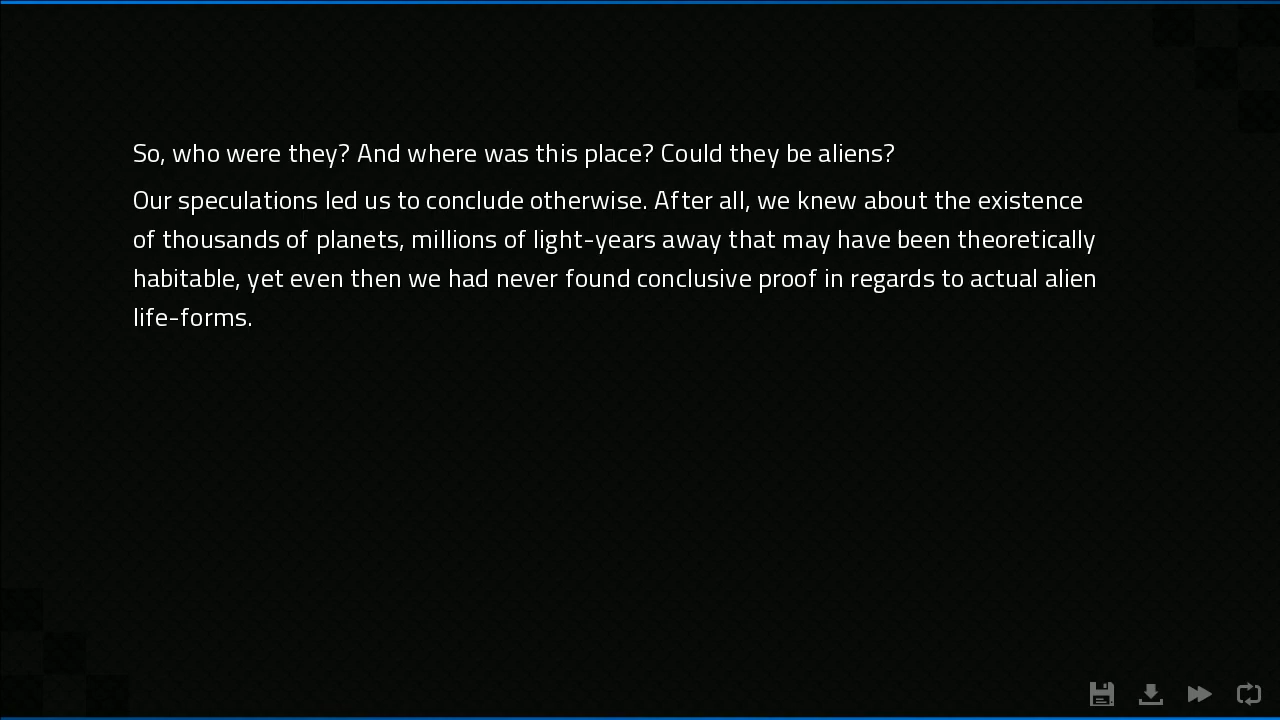 So, who were they? And where was this place? Could they be aliens?
Our speculations led us to conclude otherwise. After all, we knew about the existence
of thousands of planets, millions of light-years away that may have been theoretically
habitable, yet even then we had never found conclusive proof in regards to actual alien
life-forms.